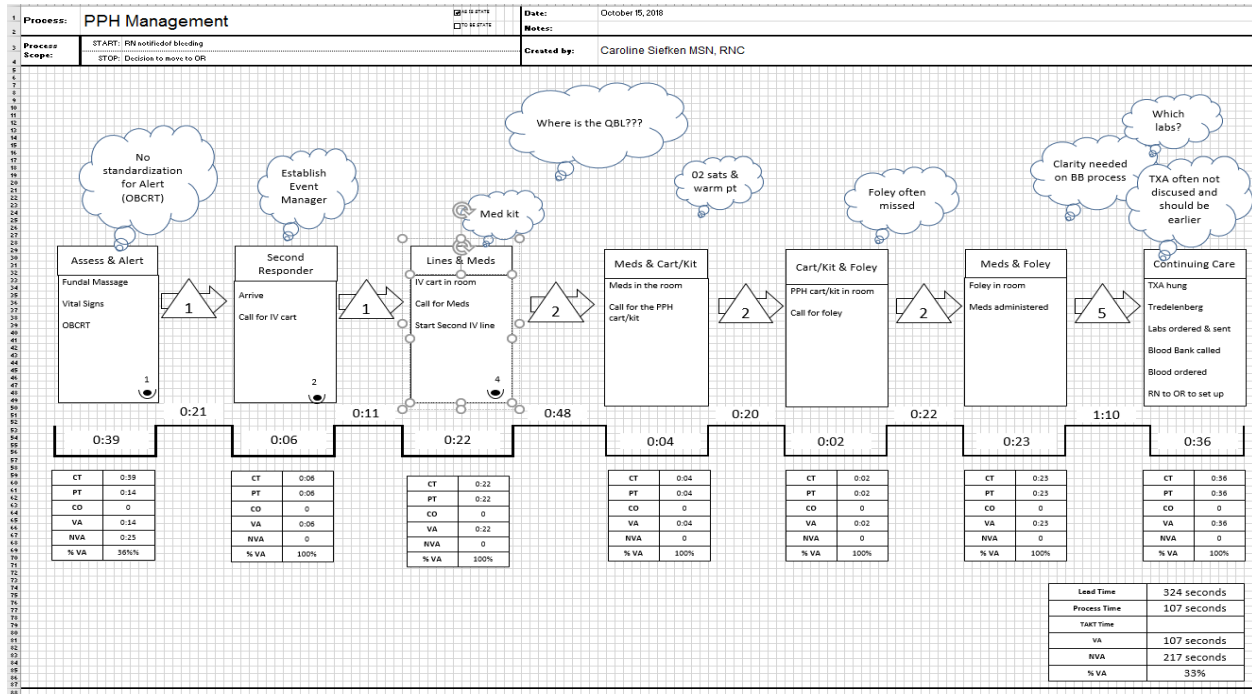 Process:
PPH Management
AS IS STATE
TO BE STATE
Date:
October 15, 2018
Notes:
Process Scope:
START: RN notifiedof bleeding
STOP: Decision to move to OR
Created by:
Caroline Siefken MSN, RNC
No
standardization
for Alert
(OBCRT)
Establish
Event
Manager
Where is the QBL???
Med kit
02 sats &
warm pt
Foley often
missed
Clarity needed
on BB process
Which
labs?
TXA often not
discused and
should be
earlier
Assess & Alert
Fundal Massage
Vital Signs
OBCRT
1
1
Second
Responder
Arrive
Call for IV cart
2
1
Lines & Meds
IV cart in room
Call for Meds
Start Second IV line
4
2
Meds & Cart/Kit
Meds in the room
Call for the PPH
cart/kit
2
Cart/Kit & Foley
PPH cart/kit in room
Call for foley
2
Meds & Foley
Foley in room
Meds administered
5
Continuing Care
TXA hung
Tredelenberg
Labs ordered & sent
Blood Bank called
Blood ordered
RN to OR to set up
0:21
0:11
0:48
0:20
0:22
1:10
0:39
0:06
0:22
0:04
0:02
0:23
0:36
CT 0:39
PT 0:14
CO 0
VA 0:14
NVA 0:25
% VA 36%%
CT 0:06
PT 0:06
CO 0
VA 0:06
NVA 0
% VA 100%
CT 0:22
PT 0:22
CO 0
VA 0:22
NVA 0
% VA 100%
CT 0:04
PT 0:04
CO 0
VA 0:04
NVA 0
% VA 100%
CT 0:02
PT 0:02
CO 0
VA 0:02
NVA 0
% VA 100%
CT 0:23
PT 0:23
CO 0
VA 0:23
NVA 0
% VA 100%
CT 0:36
PT 0:36
CO 0
VA 0:36
NVA 0
% VA 100%
Lead Time 324 seconds
Process Time 107 seconds
TAKT Time
VA 107 seconds
NVA 217 seconds
% VA 33%